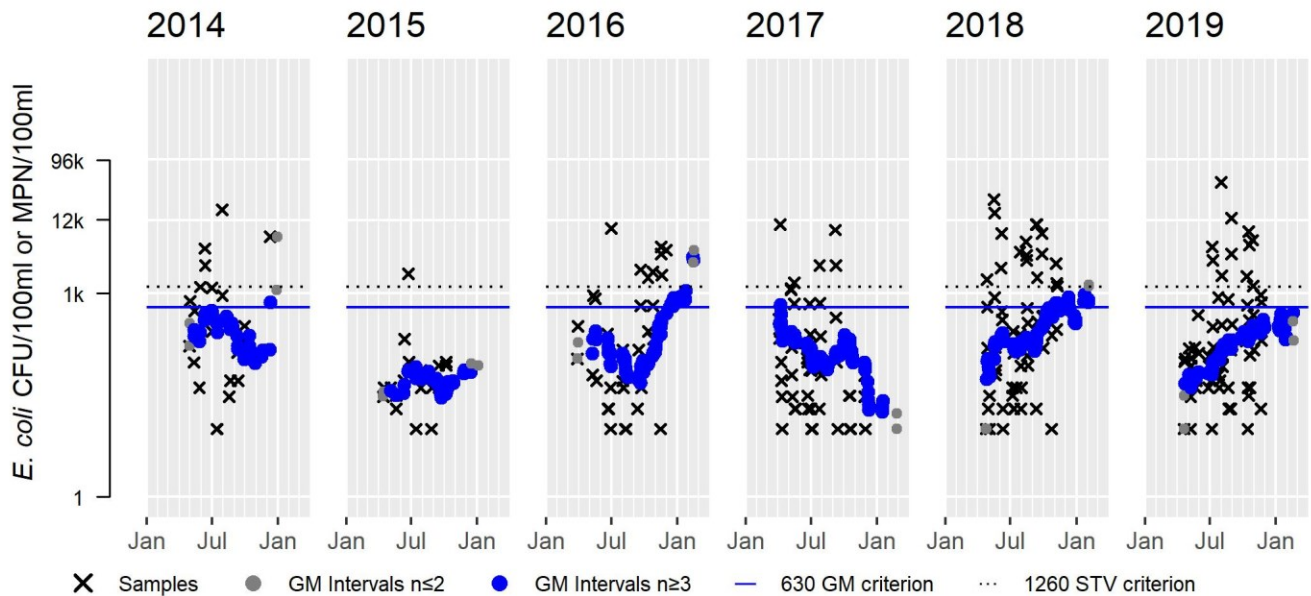 2014 2015 2016 2017 2018 2019
E. coli CFU/100ml or MPN/100ml
96k
12k
1k
1
Jan Jul Jan Jan Jul Jan Jan Jul Jan Jan Jul Jan Jan Jul Jan Jan Jul Jan
Samples GM Intervals n≤2 GM Intervals n≥3 630 GM criterion 1260 STV criterion